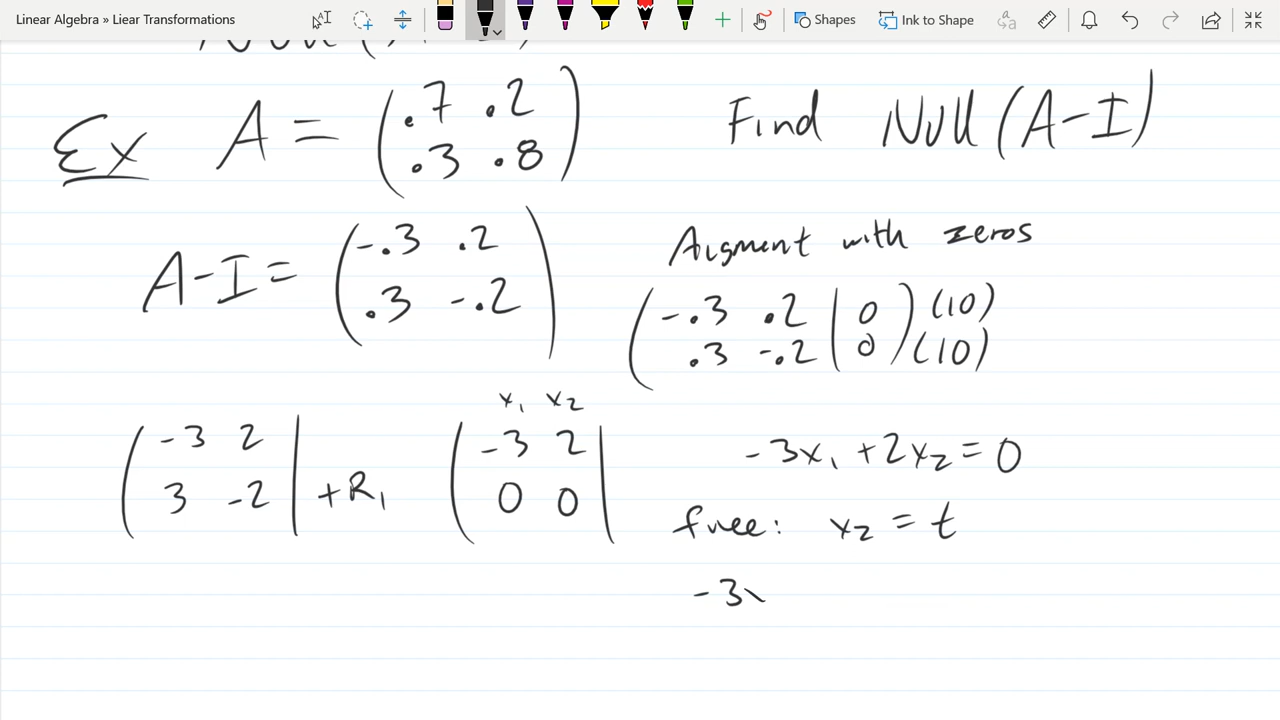 Linear Algebra » Liear Transformations
Shapes Ink to Shape
Null(
Ex A = ( .7 .2 Find Null (A-I)
.3 .8 )
A-I = ( -.3 .2 Augment with zeros
.3 -.2 )
( -.3 .2 | 0 ) (10)
.3 -.2 | 0 ) (10)
x₁ x₂
( -3 2 | ( -3 2 | -3x₁ + 2x₂ = 0
3 -2 | +R₁ 0 0 |
free: x₂ = t
-3